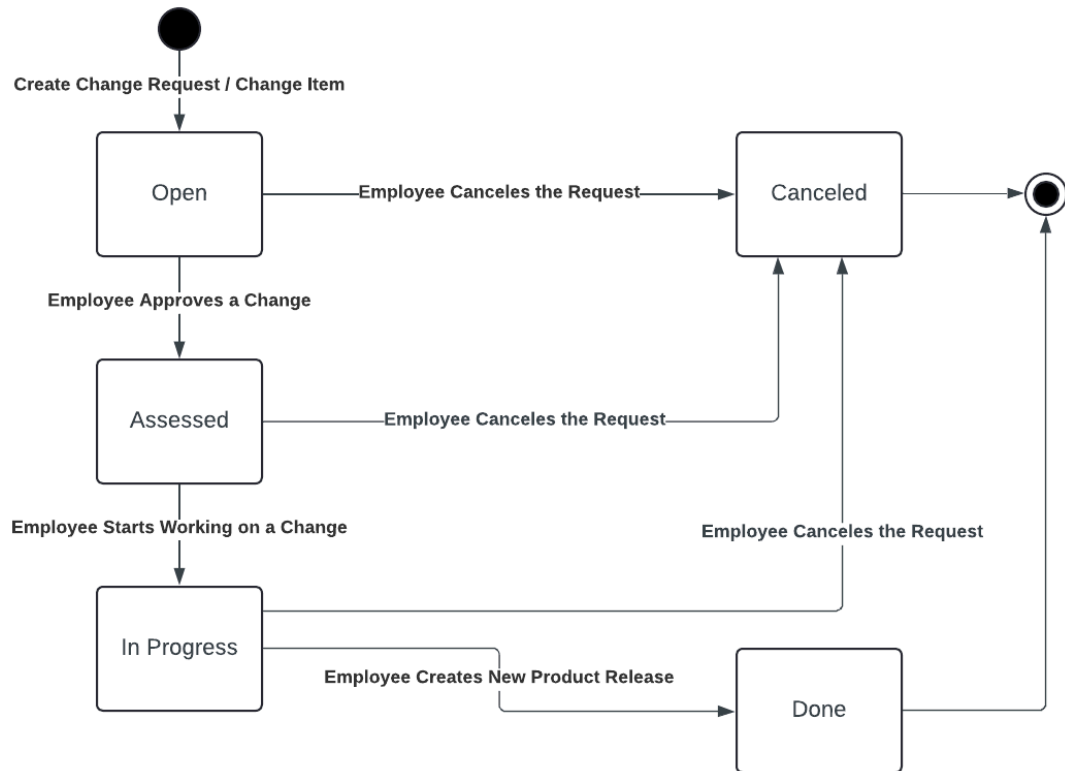 Create Change Request / Change Item
Open
Employee Canceles the Request
Canceled
Employee Approves a Change
Assessed
Employee Canceles the Request
Employee Starts Working on a Change
Employee Canceles the Request
In Progress
Employee Creates New Product Release
Done